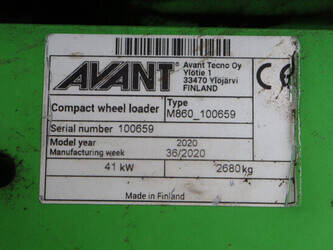 AVANT®
Avant Tecno Oy
Ylötie 1
33470 Ylöjärvi
FINLAND
CE
Compact wheel loader
Type
M860_100659
Serial number 100659
Model year 2020
Manufacturing week 36/2020
41 kW 2680 kg
Made in Finland